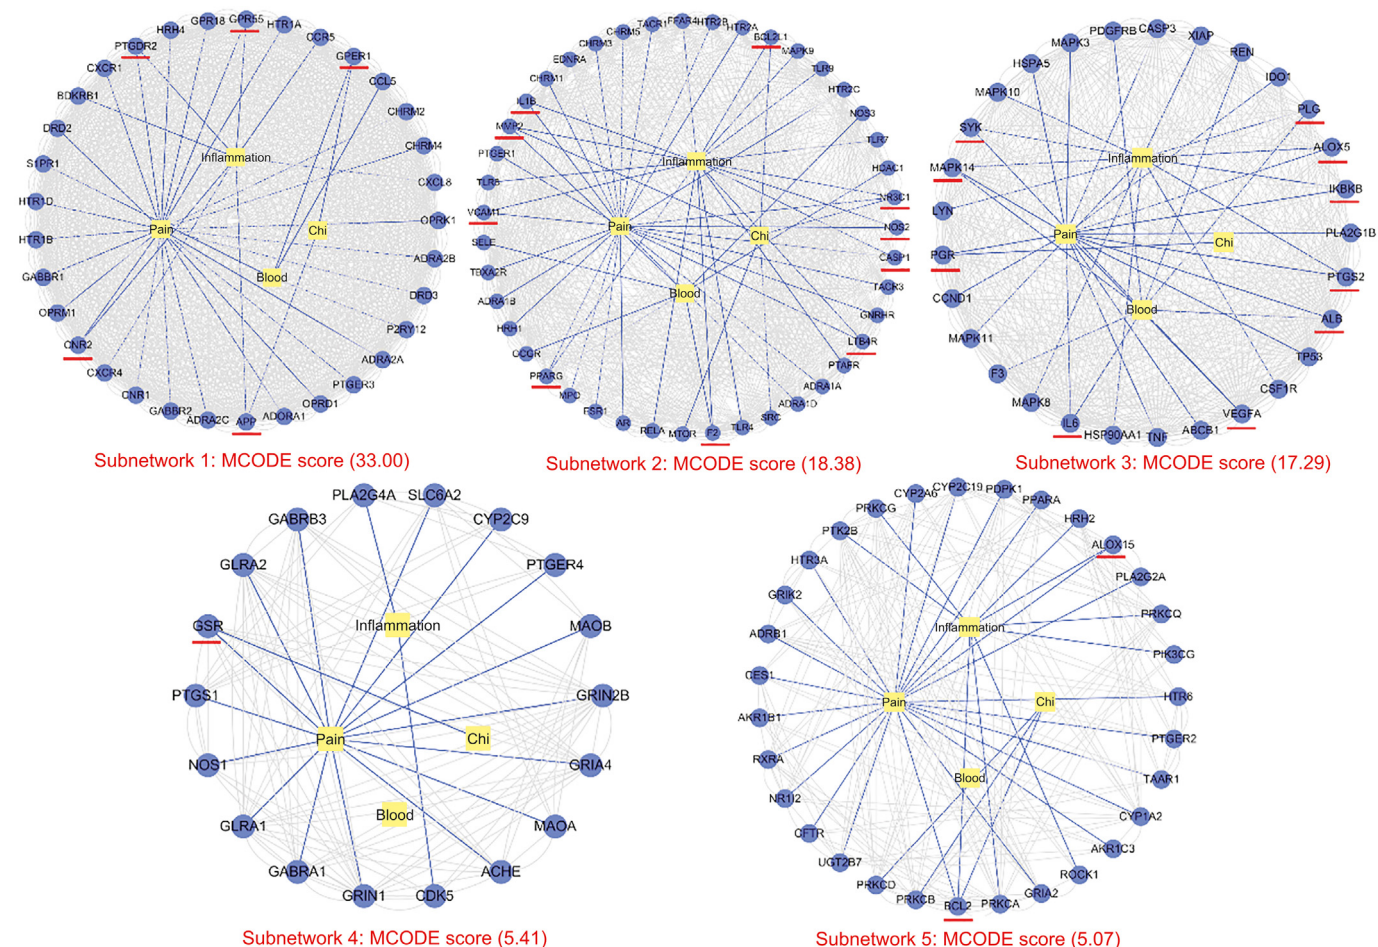 GPR55
GPR18
HTR1A
HRH4
CCR5
PTGDR2
GPER1
CXCR1
CCL5
BDKRB1
CHRM2
DRD2
CHRM4
Inflammation
S1PR1
CXCL8
HTR1D
OPRK1
Pain
Chi
HTR1B
ADRA2B
GABBR1
Blood
DRD3
OPRM1
P2RY12
CNR2
ADRA2A
CXCR4
PTGER3
CNR1
OPRD1
GABBR2
ADORA1
ADRA2C
APP
Subnetwork 1: MCODE score (33.00)
TACR1
FFAR4
HTR2B
CHRM5
HTR2A
CHRM3
BCL2L1
EDNRA
MAPK9
CHRM1
TLR9
IL1B
HTR2C
MMP2
NOS3
PTGER1
TLR7
Inflammation
HDAC1
VCAM1
NR3C1
SELE
Pain
NOS2
Chi
TBXA2R
CASP1
ADRA1B
Blood
TACR3
HRH1
GNRHR
LTB4R
PPARG
PTAFR
MPO
ADRA1A
ADRA1D
AR
SRC
RELA
MTOR
F2
TLR4
Subnetwork 2: MCODE score (18.38)
CASP3
PDGFRB
XIAP
MAPK3
REN
HSPA5
IDO1
MAPK10
PLG
SYK
ALOX5
Inflammation
MAPK14
IKBKB
LYN
PLA2G1B
Pain
Chi
PGR
PTGS2
CCND1
Blood
ALB
MAPK11
TP53
F3
CSF1R
MAPK8
VEGFA
IL6
ABCB1
HSP90AA1
TNF
Subnetwork 3: MCODE score (17.29)
PLA2G4A
SLC6A2
GABRB3
CYP2C9
GLRA2
PTGER4
GSR
Inflammation
MAOB
PTGS1
GRIN2B
Pain
Chi
NOS1
GRIA4
Blood
GLRA1
MAOA
GABRA1
ACHE
GRIN1
CDK5
Subnetwork 4: MCODE score (5.41)
CYP2C19
PDPK1
CYP2A6
PPARA
PRKCG
HRH2
PTK2B
ALOX15
HTR3A
PLA2G2A
GRIK2
PRKCQ
ADRB1
Inflammation
PIK3CG
CES1
HTR6
Pain
Chi
AKR1B1
PTGER2
RXRA
TAAR1
Blood
NR1I2
CYP1A2
CFTR
AKR1C3
UGT2B7
ROCK1
PRKCD
GRIA2
PRKCB
BCL2
PRKCA
Subnetwork 5: MCODE score (5.07)